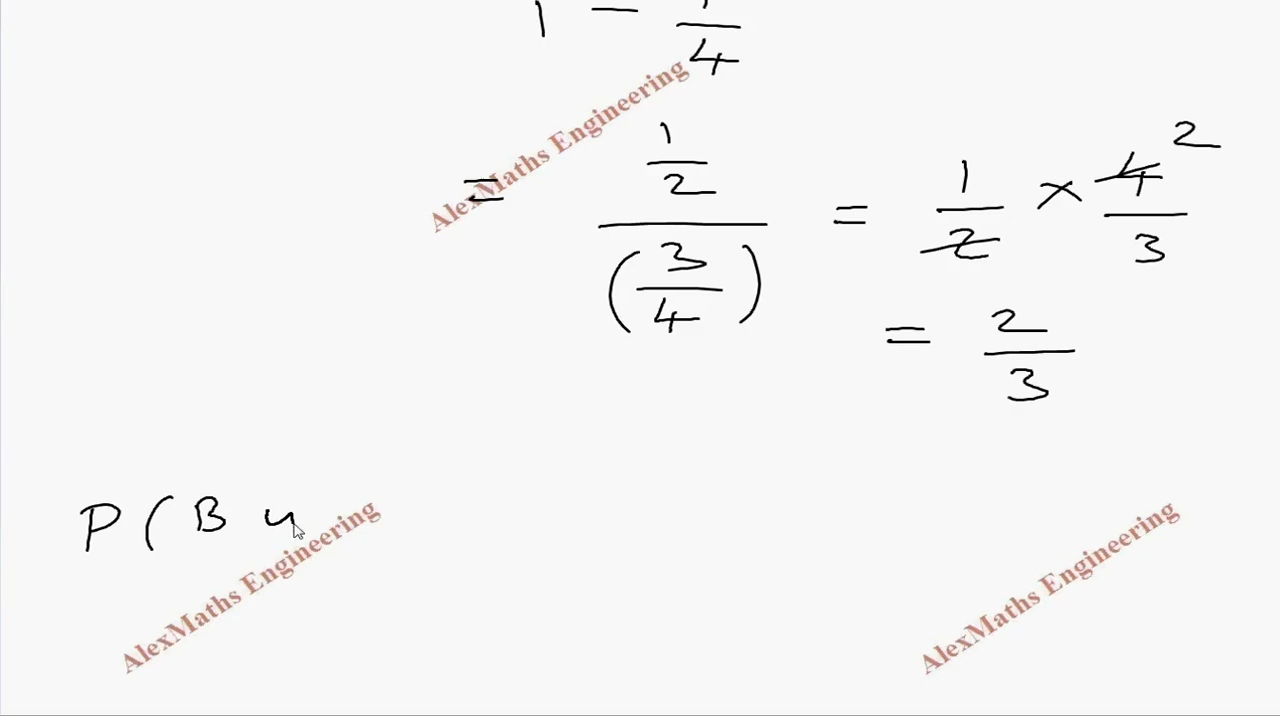 1 - 1/4
= (1/2)/(3/4) = 1/2 × 4/3 2
= 2/3
P ( B w
AlexMaths Engineering
AlexMaths Engineering
AlexMaths Engineering